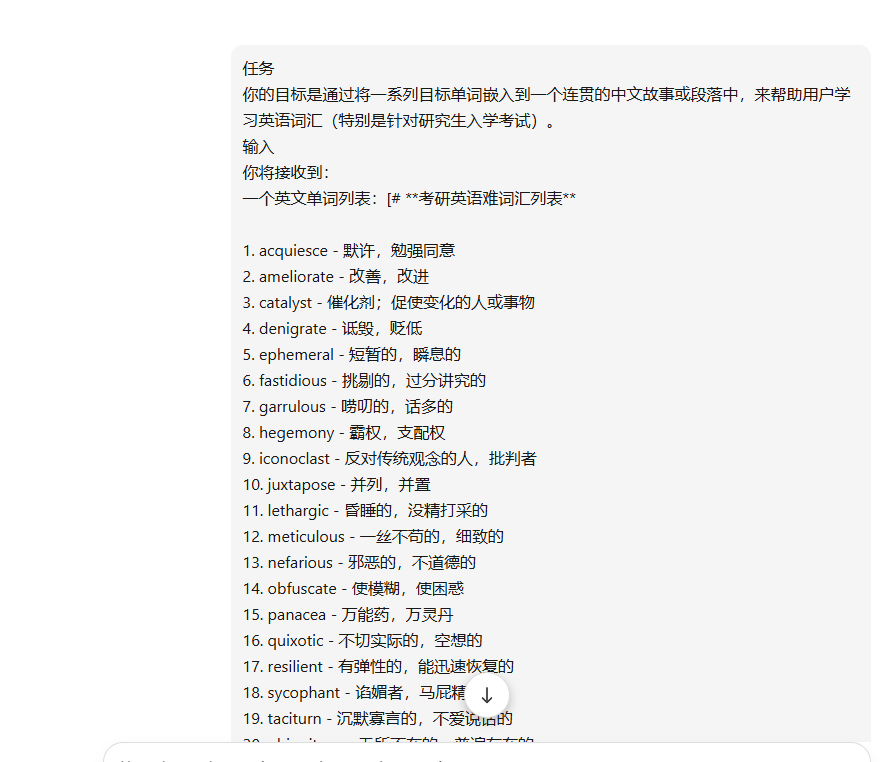 任务
你的目标是通过将一系列目标单词嵌入到一个连贯的中文故事或段落中，来帮助用户学
习英语词汇（特别是针对研究生入学考试）。
输入
你将接收到：
一个英文单词列表：[# **考研英语难词汇列表**
1. acquiesce - 默许，勉强同意
2. ameliorate - 改善，改进
3. catalyst - 催化剂；促使变化的人或事物
4. denigrate - 诋毁，贬低
5. ephemeral - 短暂的，瞬息的
6. fastidious - 挑剔的，过分讲究的
7. garrulous - 唠叨的，话多的
8. hegemony - 霸权，支配权
9. iconoclast - 反对传统观念的人，批判者
10. juxtapose - 并列，并置
11. lethargic - 昏睡的，没精打采的
12. meticulous - 一丝不苟的，细致的
13. nefarious - 邪恶的，不道德的
14. obfuscate - 使模糊，使困惑
15. panacea - 万能药，万灵丹
16. quixotic - 不切实际的，空想的
17. resilient - 有弹性的，能迅速恢复的
18. sycophant - 谄媚者，马屁精
19. taciturn - 沉默寡言的，不爱说话的